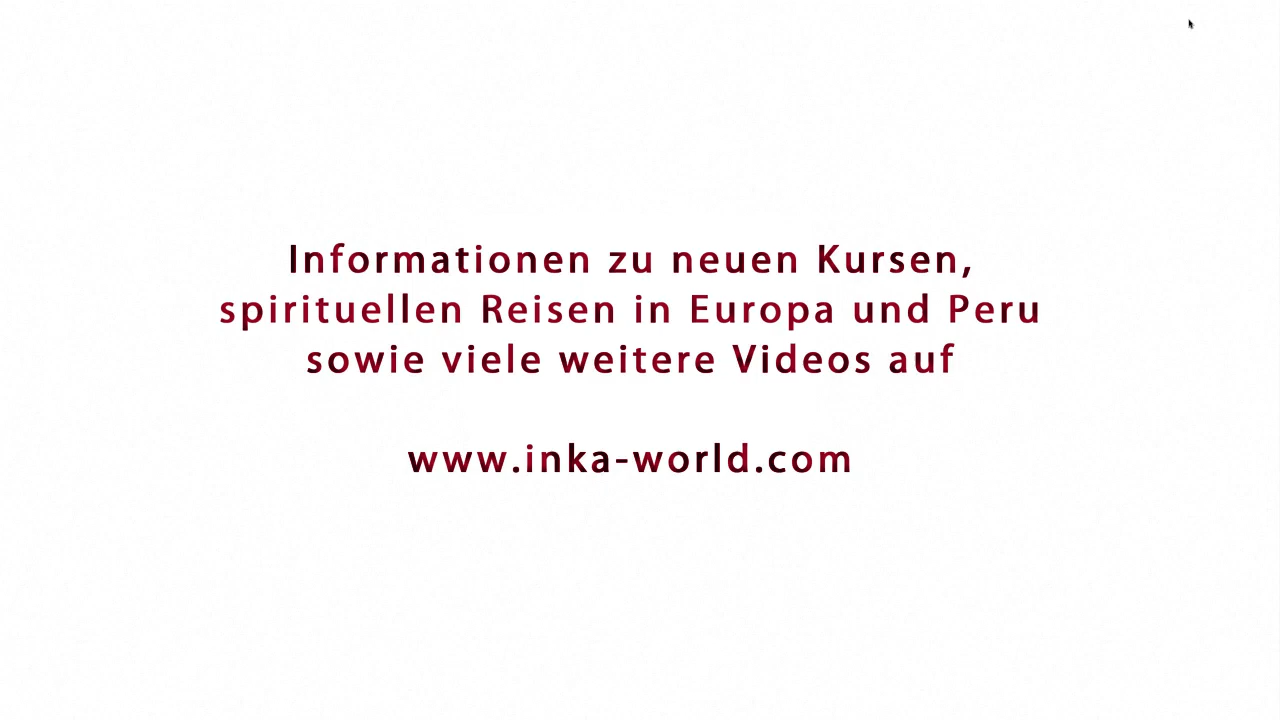 Informationen zu neuen Kursen,
spirituellen Reisen in Europa und Peru
sowie viele weitere Videos auf
www.inka-world.com